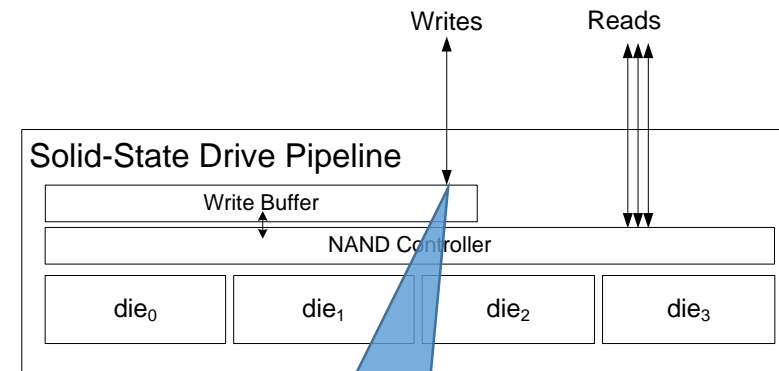 Writes Reads
Solid-State Drive Pipeline
Write Buffer
NAND Controller
die₀ die₁ die₂ die₃